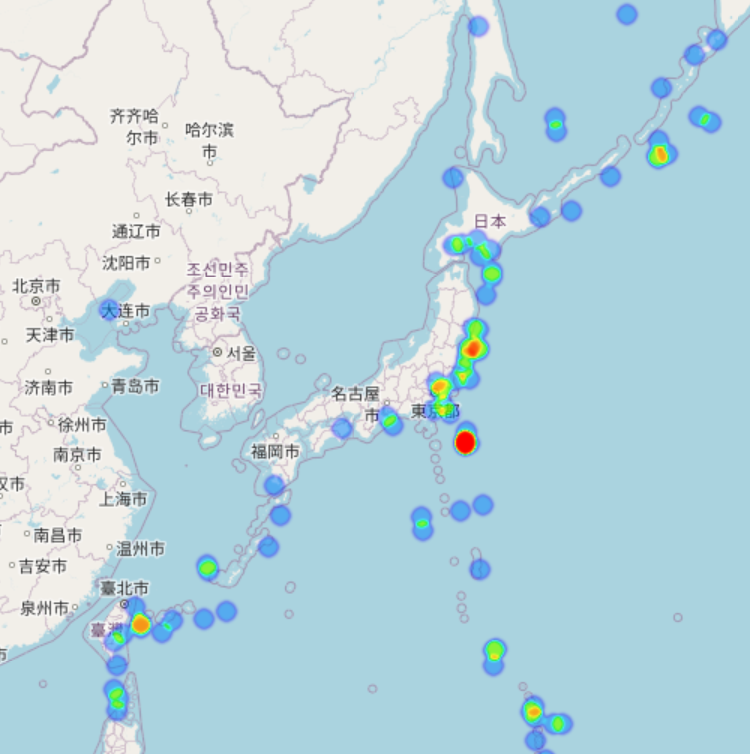 齐齐哈
尔市
哈尔滨
市
长春市
通辽市
沈阳市
日本
조선민주
주의인민
공화국
北京市
大连市
天津市
서울
대한민국
济南市
青岛市
名古屋
市
東京都
徐州市
福岡市
南京市
上海市
南昌市
温州市
吉安市
臺北市
泉州市
臺灣